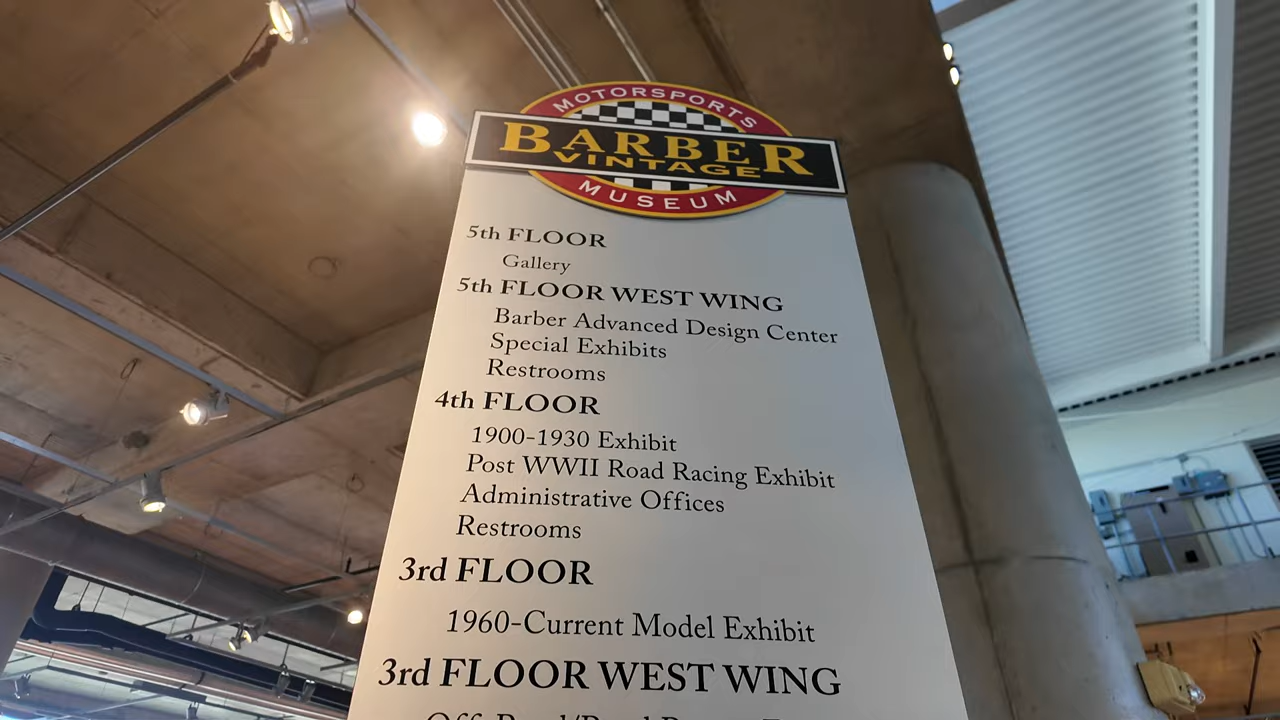 MOTORSPORTS
BARBER
VINTAGE
MUSEUM
5th FLOOR
Gallery
5th FLOOR WEST WING
Barber Advanced Design Center
Special Exhibits
Restrooms
4th FLOOR
1900-1930 Exhibit
Post WWII Road Racing Exhibit
Administrative Offices
Restrooms
3rd FLOOR
1960-Current Model Exhibit
3rd FLOOR WEST WING